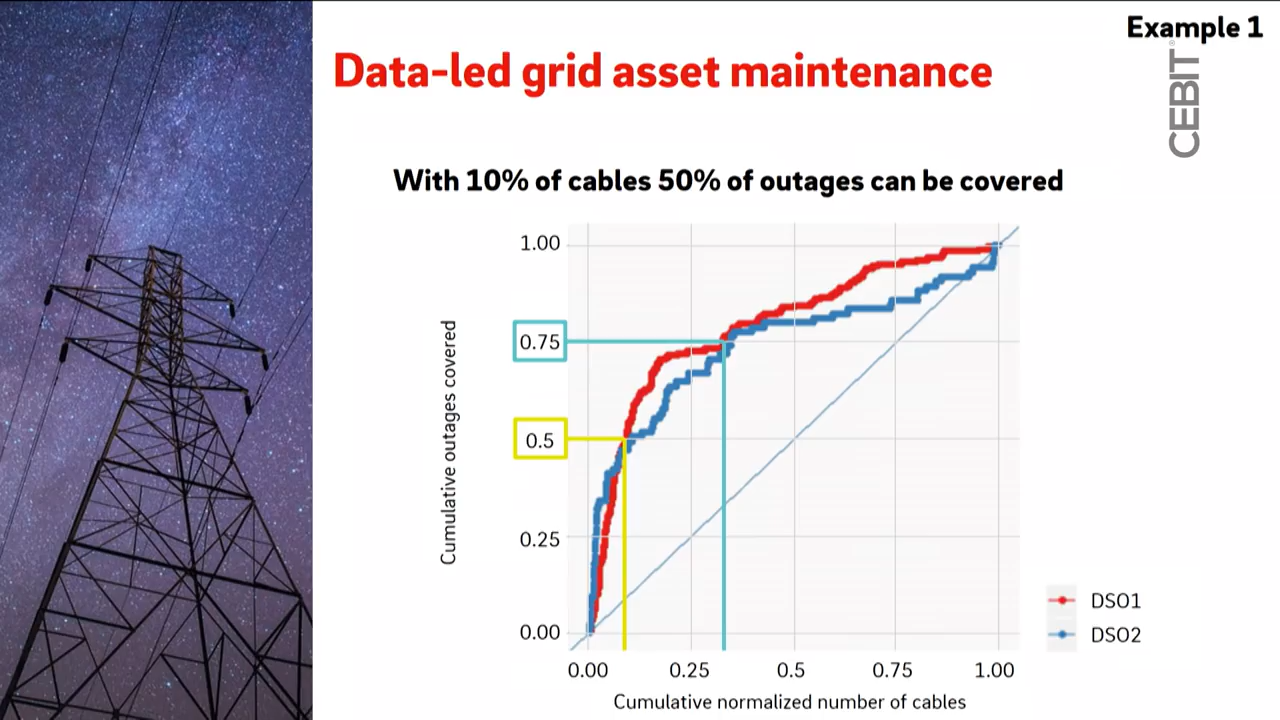 Example 1
CEBIT
Data-led grid asset maintenance
With 10% of cables 50% of outages can be covered
Cumulative outages covered
1.00
0.75
0.5
0.25
0.00
0.00 0.25 0.5 0.75 1.00
Cumulative normalized number of cables
DSO1
DSO2